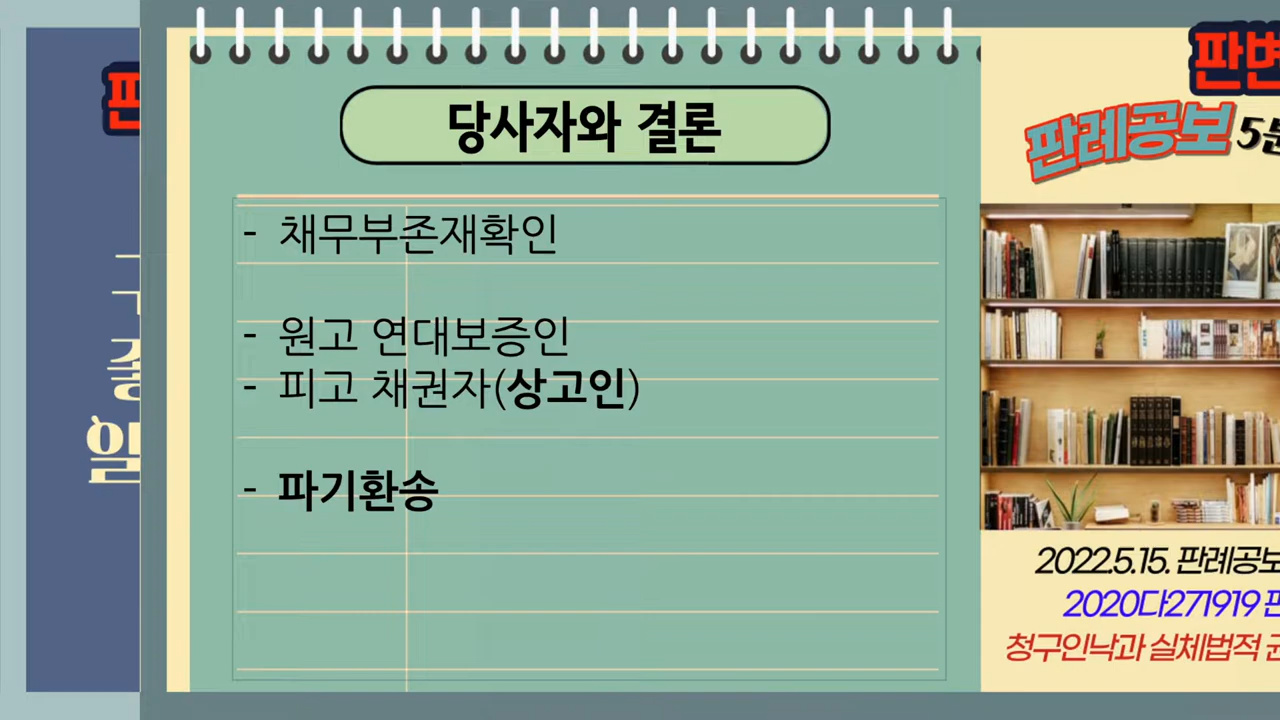 당사자와 결론
- 채무부존재확인
- 원고 연대보증인
- 피고 채권자(상고인)
- 파기환송
판례공보
2022.5.15. 판례공보
2020다271919
청구인낙과 실체법적